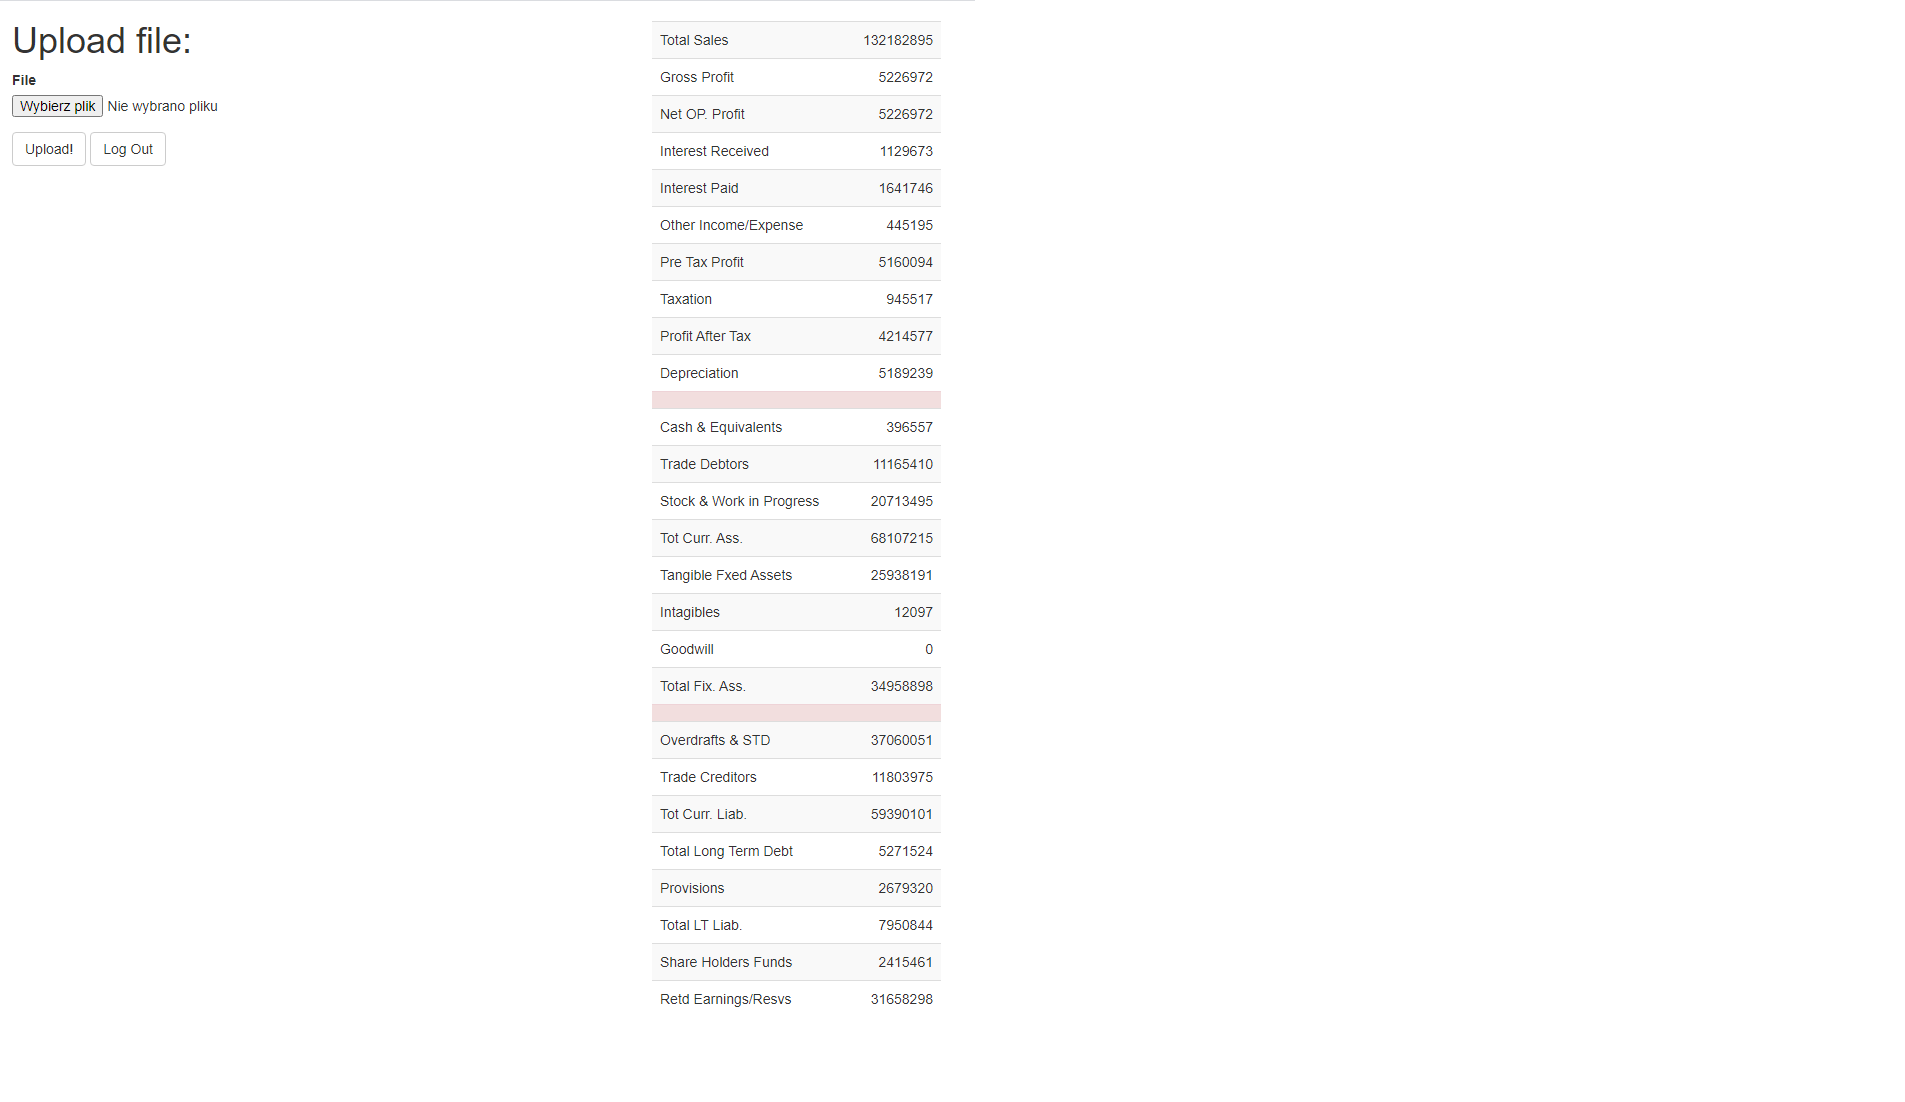 Upload file:
File
Wybierz plik Nie wybrano pliku
Upload! Log Out
Total Sales 132182895
Gross Profit 5226972
Net OP. Profit 5226972
Interest Received 1129673
Interest Paid 1641746
Other Income/Expense 445195
Pre Tax Profit 5160094
Taxation 945517
Profit After Tax 4214577
Depreciation 5189239
Cash & Equivalents 396557
Trade Debtors 11165410
Stock & Work in Progress 20713495
Tot Curr. Ass. 68107215
Tangible Fxed Assets 25938191
Intagibles 12097
Goodwill 0
Total Fix. Ass. 34958898
Overdrafts & STD 37060051
Trade Creditors 11803975
Tot Curr. Liab. 59390101
Total Long Term Debt 5271524
Provisions 2679320
Total LT Liab. 7950844
Share Holders Funds 2415461
Retd Earnings/Resvs 31658298